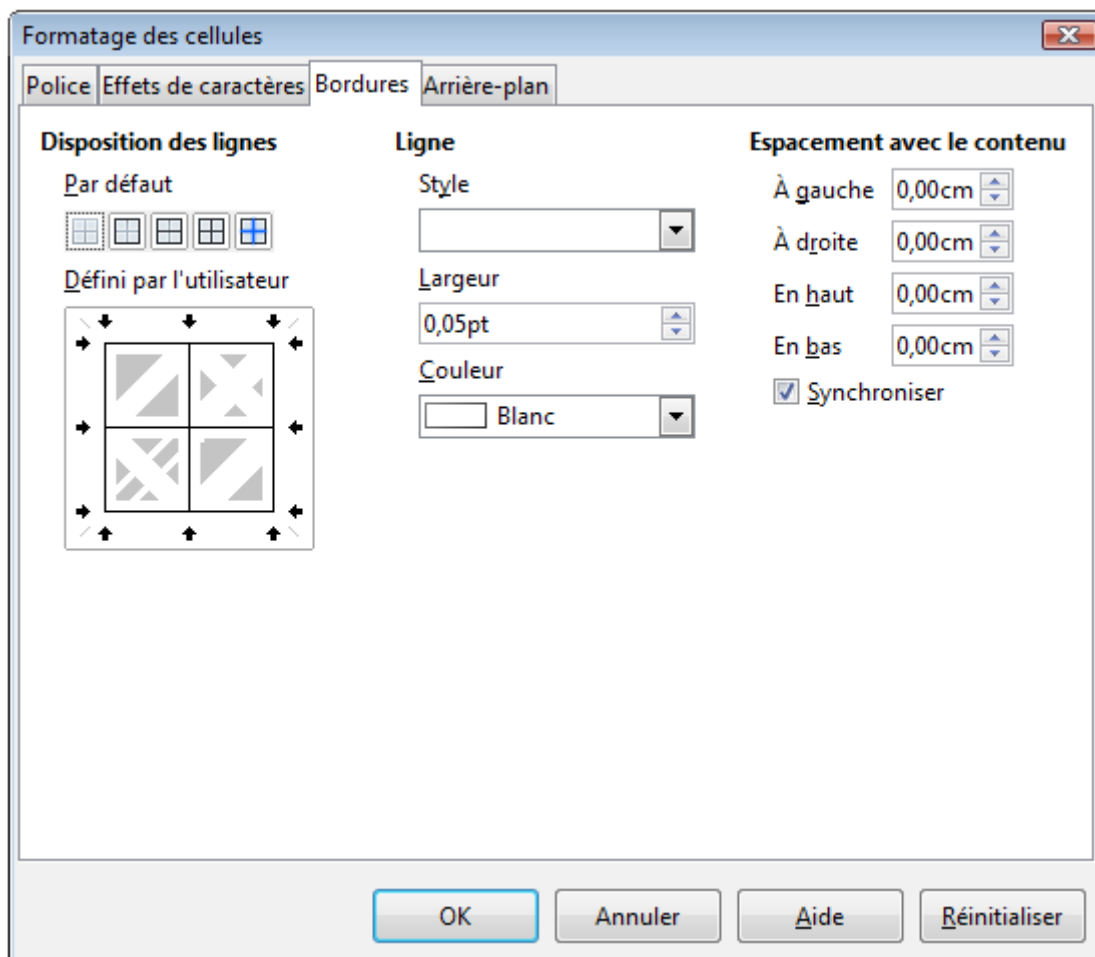 Formatage des cellules
Police Effets de caractères Bordures Arrière-plan
Disposition des lignes
Par défaut
Défini par l'utilisateur
Ligne
Style
Largeur
0,05pt
Couleur
Blanc
Espacement avec le contenu
À gauche 0,00cm
À droite 0,00cm
En haut 0,00cm
En bas 0,00cm
Synchroniser
OK Annuler Aide Réinitialiser